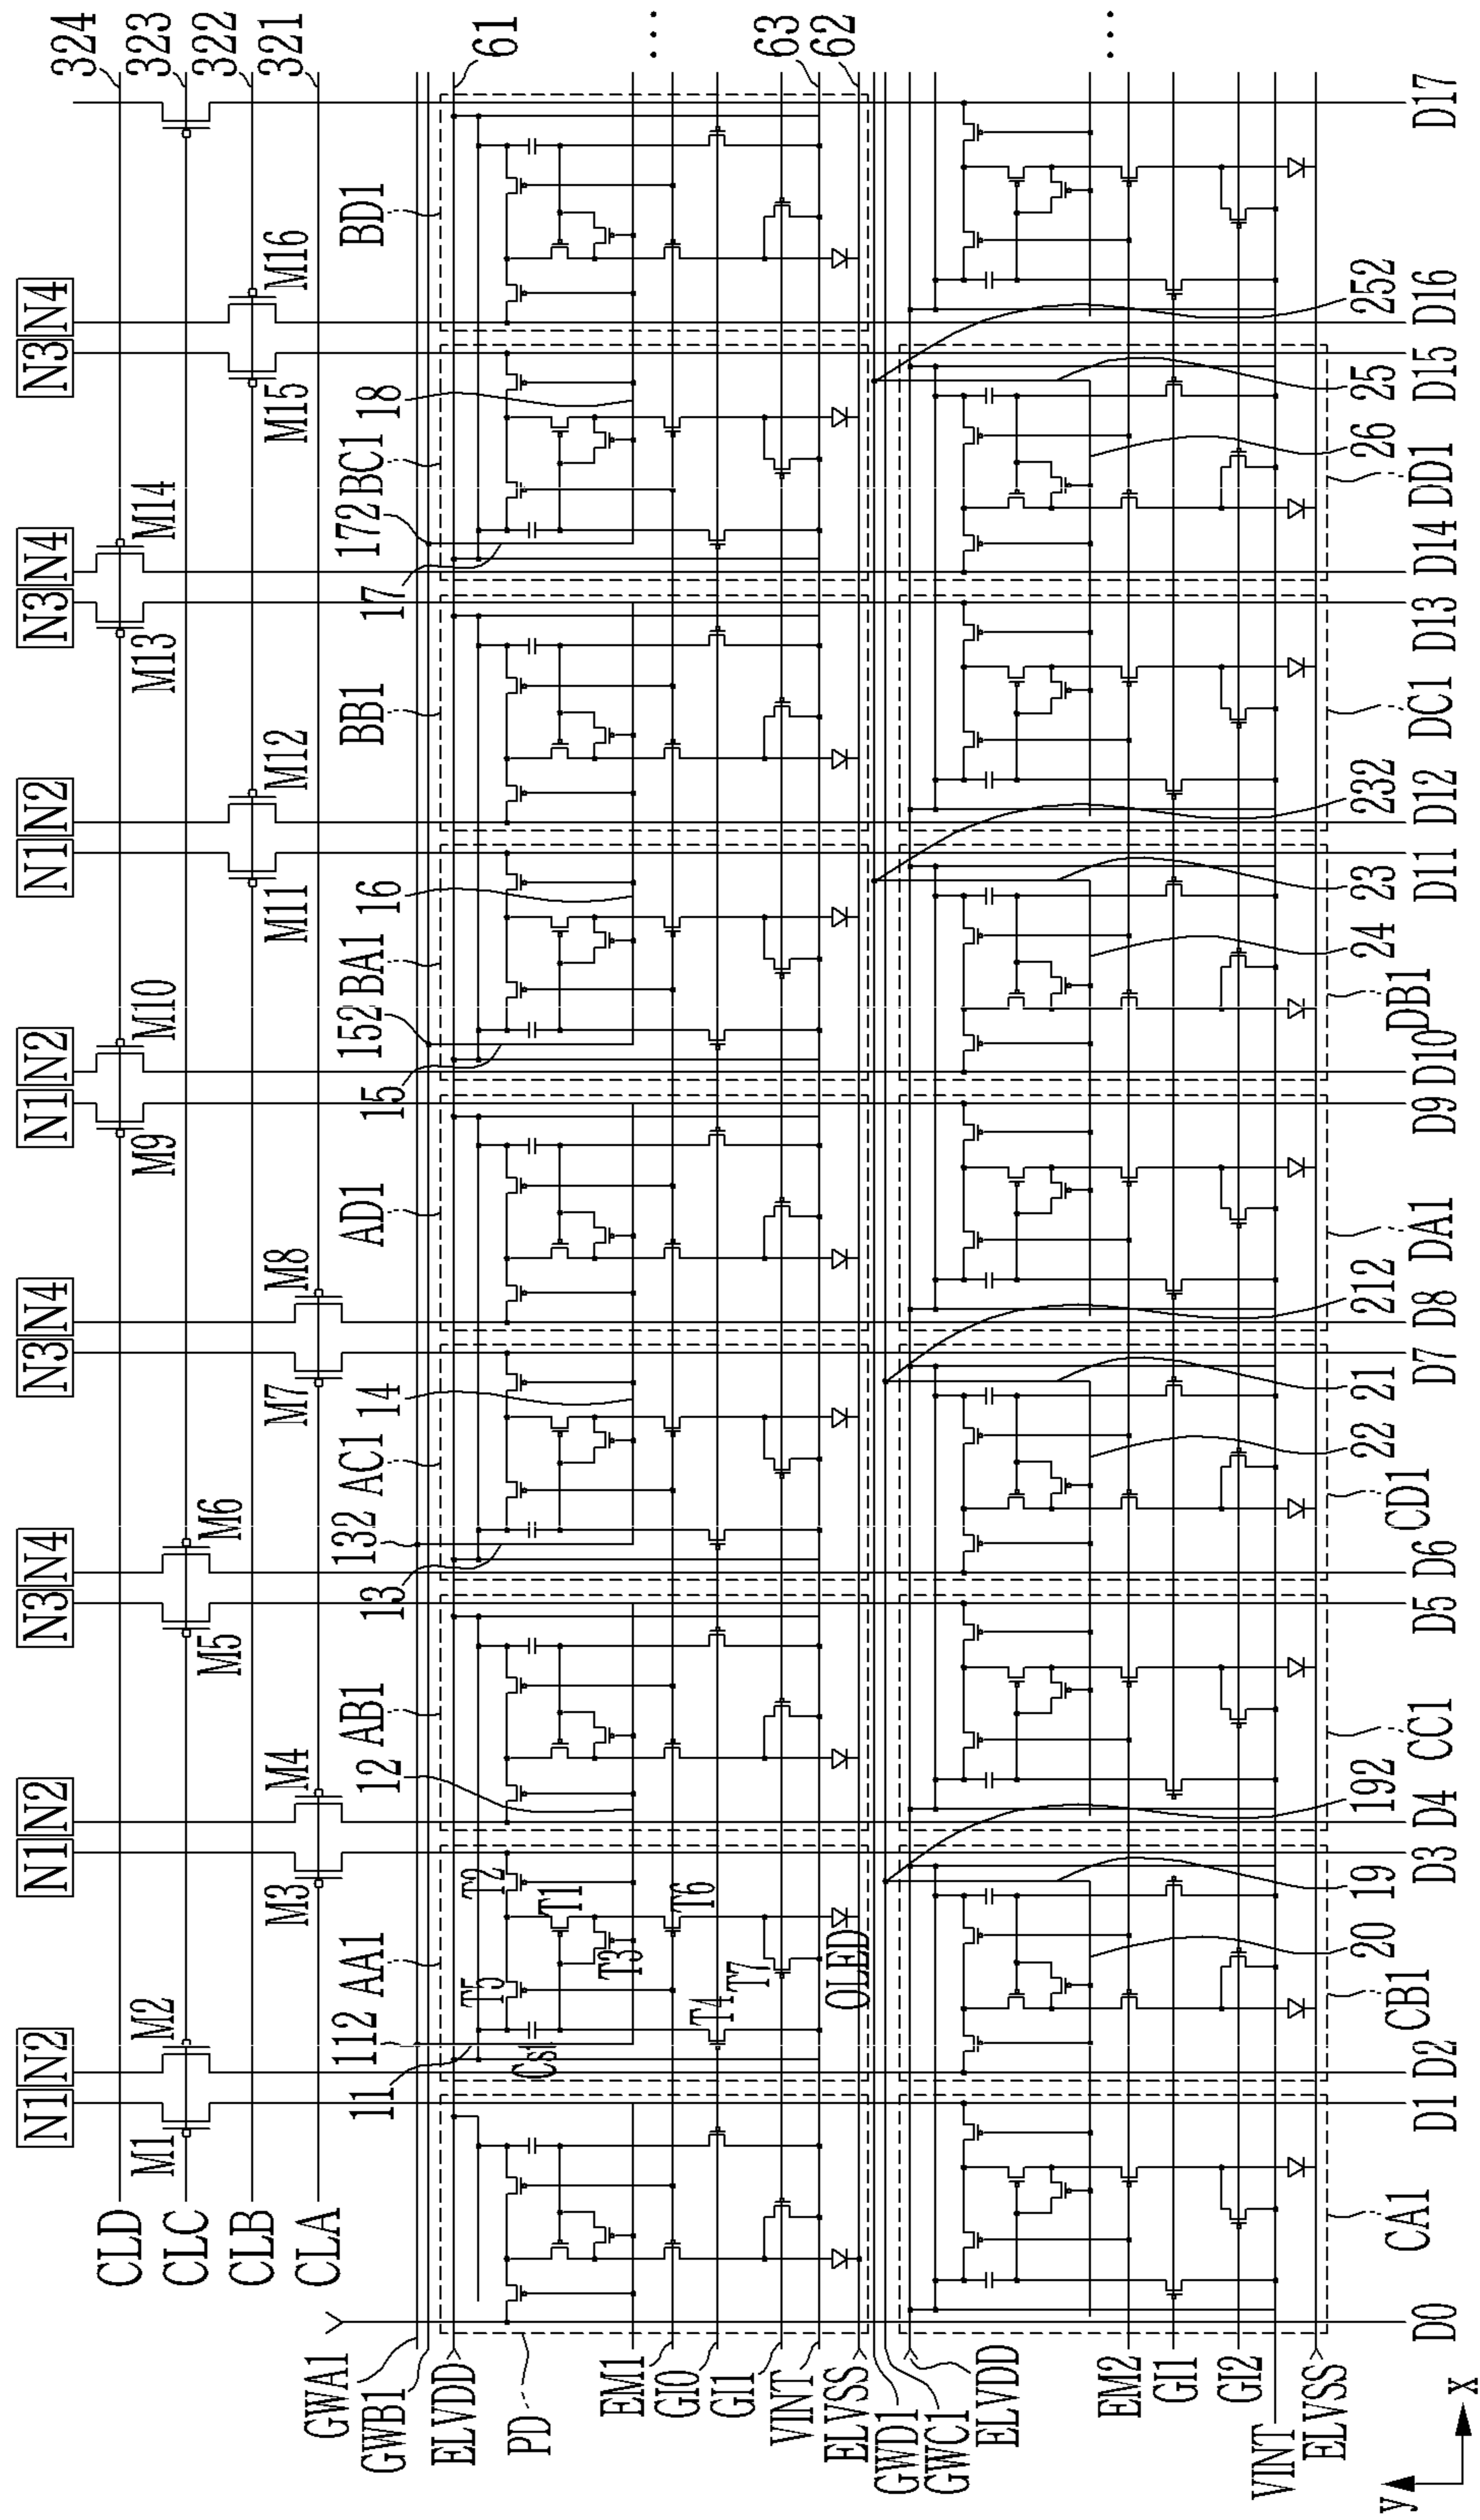 N1 N2 N1 N2 N3 N4 N3 N4 N1 N2 N1 N2 N3 N4 N3 N4
324
CLD
M9 M10 M13 M14
323
CLC
M1 M2 M5 M6
322
CLB
M11 M12 M15 M16
321
CLA
M3 M4 M7 M8
GWA1
GWB1
11 112 AA1 12 AB1 13 132 AC1 14 AD1 15 152 BA1 16 BB1 17 172 BC1 18 BD1
ELVDD
61
PD
Cs1 T5 T2
T1
T3
EM1
T6
GI0
T4
GI1
T7
VINT
63
ELVSS
OLED
62
...
GWD1
GWC1
ELVDD
EM2
GI1
GI2
VINT
ELVSS
...
CA1 CB1 20 19 192 CC1 CD1 22 21 212 DA1 DB1 24 23 232 DC1 DD1 26 25 252
D0 D1 D2 D3 D4 D5 D6 D7 D8 D9 D10 D11 D12 D13 D14 D15 D16 D17
y
x